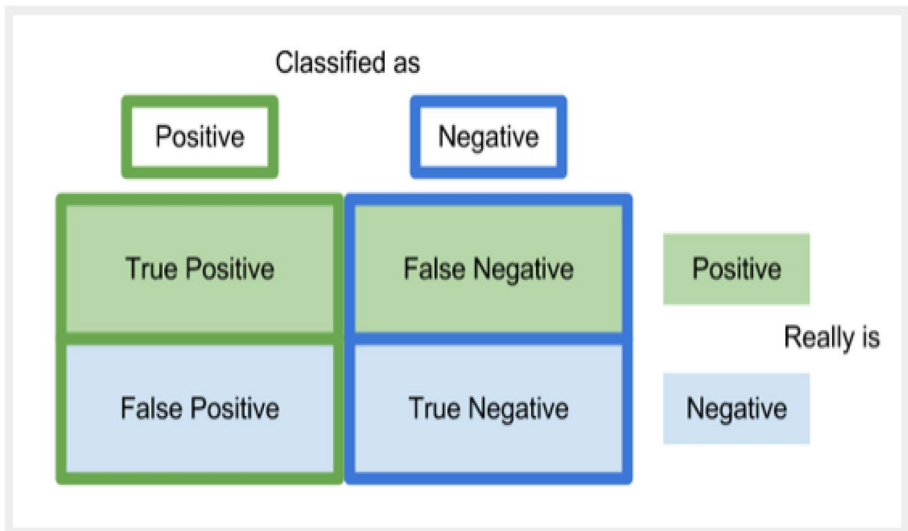 Classified as
Positive
Negative
True Positive
False Negative
Positive
Really is
False Positive
True Negative
Negative